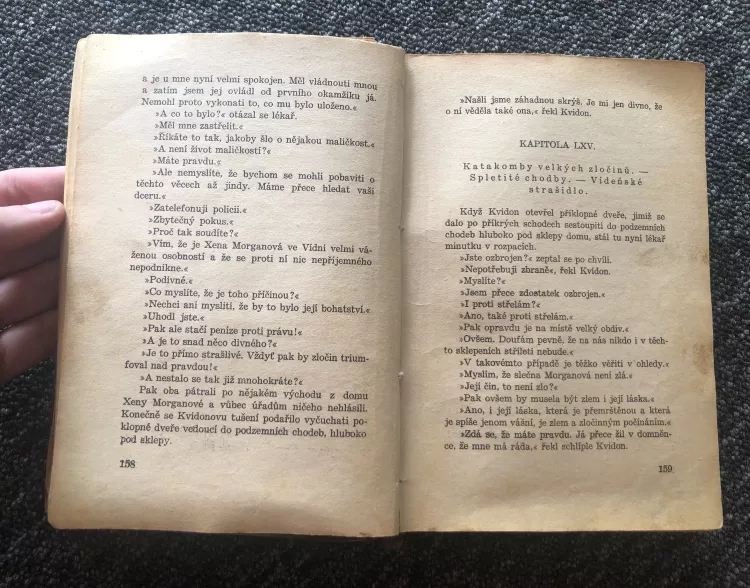 a je u mne nyní velmi spokojen. Měl vládnouti mnou
a zatím jsem jej ovládl od prvního okamžiku já.
Nemohl proto vykonati to, co mu bylo uloženo.«
»A co to bylo?« otázal se lékař.
»Měl mne zastřelit.«
»Říkáte to tak, jakoby šlo o nějakou maličkost.«
»A není život maličkostí?«
»Máte pravdu.«
»Ale nemyslíte, že bychom se mohli pobaviti o
těchto věcech až jindy. Máme přece hledat vaši
dceru.«
»Zatelefonuji policii.«
»Zbytečný pokus.«
»Proč tak soudíte?«
»Vím, že je Xena Morganová ve Vídni velmi vá-
ženou osobností a že se proti ní nic nepříjemného
nepodnikne.«
»Podivné.«
»Co myslíte, že je toho příčinou?«
»Nechci ani mysliti, že by to bylo její bohatství.«
»Uhodl jste.«
»Pak ale stačí peníze proti právu!«
»A je to snad něco divného?«
»Je to přímo strašlivé. Vždyť pak by zločin trium-
foval nad pravdou!«
»A nestalo se tak již mnohokráte?«
Pak oba pátrali po nějakém východu z domu
Xeny Morganové a vůbec úřadům ničeho nehlásili.
Konečně se Kvidonovu tušení podařilo vyčuchati po-
klopné dveře vedoucí do podzemních chodeb, hluboko
pod sklepy.
158
»Našli jsme záhadnou skrýš. Je mi jen divno, že
o ní věděla také ona,« řekl Kvidon.
KAPITOLA LXV.
Katakomby velkých zločinů. —
Spletité chodby. — Vídeňské
strašidlo.
Když Kvidon otevřel příklopné dveře, jimiž se
dalo po příkrých schodech sestoupiti do podzemních
chodeb hluboko pod sklepy domu, stál tu nyní lékař
minutku v rozpacích.
»Jste ozbrojen?« zeptal se po chvíli.
»Nepotřebuji zbraně«, řekl Kvidon.
»Myslíte?«
»Jsem přece zdostatek ozbrojen.«
»I proti střelám?«
»Ano, také proti střelám.«
»Pak opravdu je na místě velký obdiv.«
»Ovšem. Doufám pevně, že na nás nikdo i v těch-
to sklepeních stříleti nebude.«
»V takovémto případě je těžko věřiti v ohledy.«
»Myslím, že slečna Morganová není zlá.«
»Její čin, to není zlo?«
»Pak ovšem by musela být zlem i její láska.«
»Ano, i její láska, která je přemrštěnou a která
je spíše jenom vášní, je zlem a zločinným počínáním.«
»Zdá se, že máte pravdu. Já přece žil v domněn-
ce, že mne má ráda,« řekl schlíple Kvidon.
159